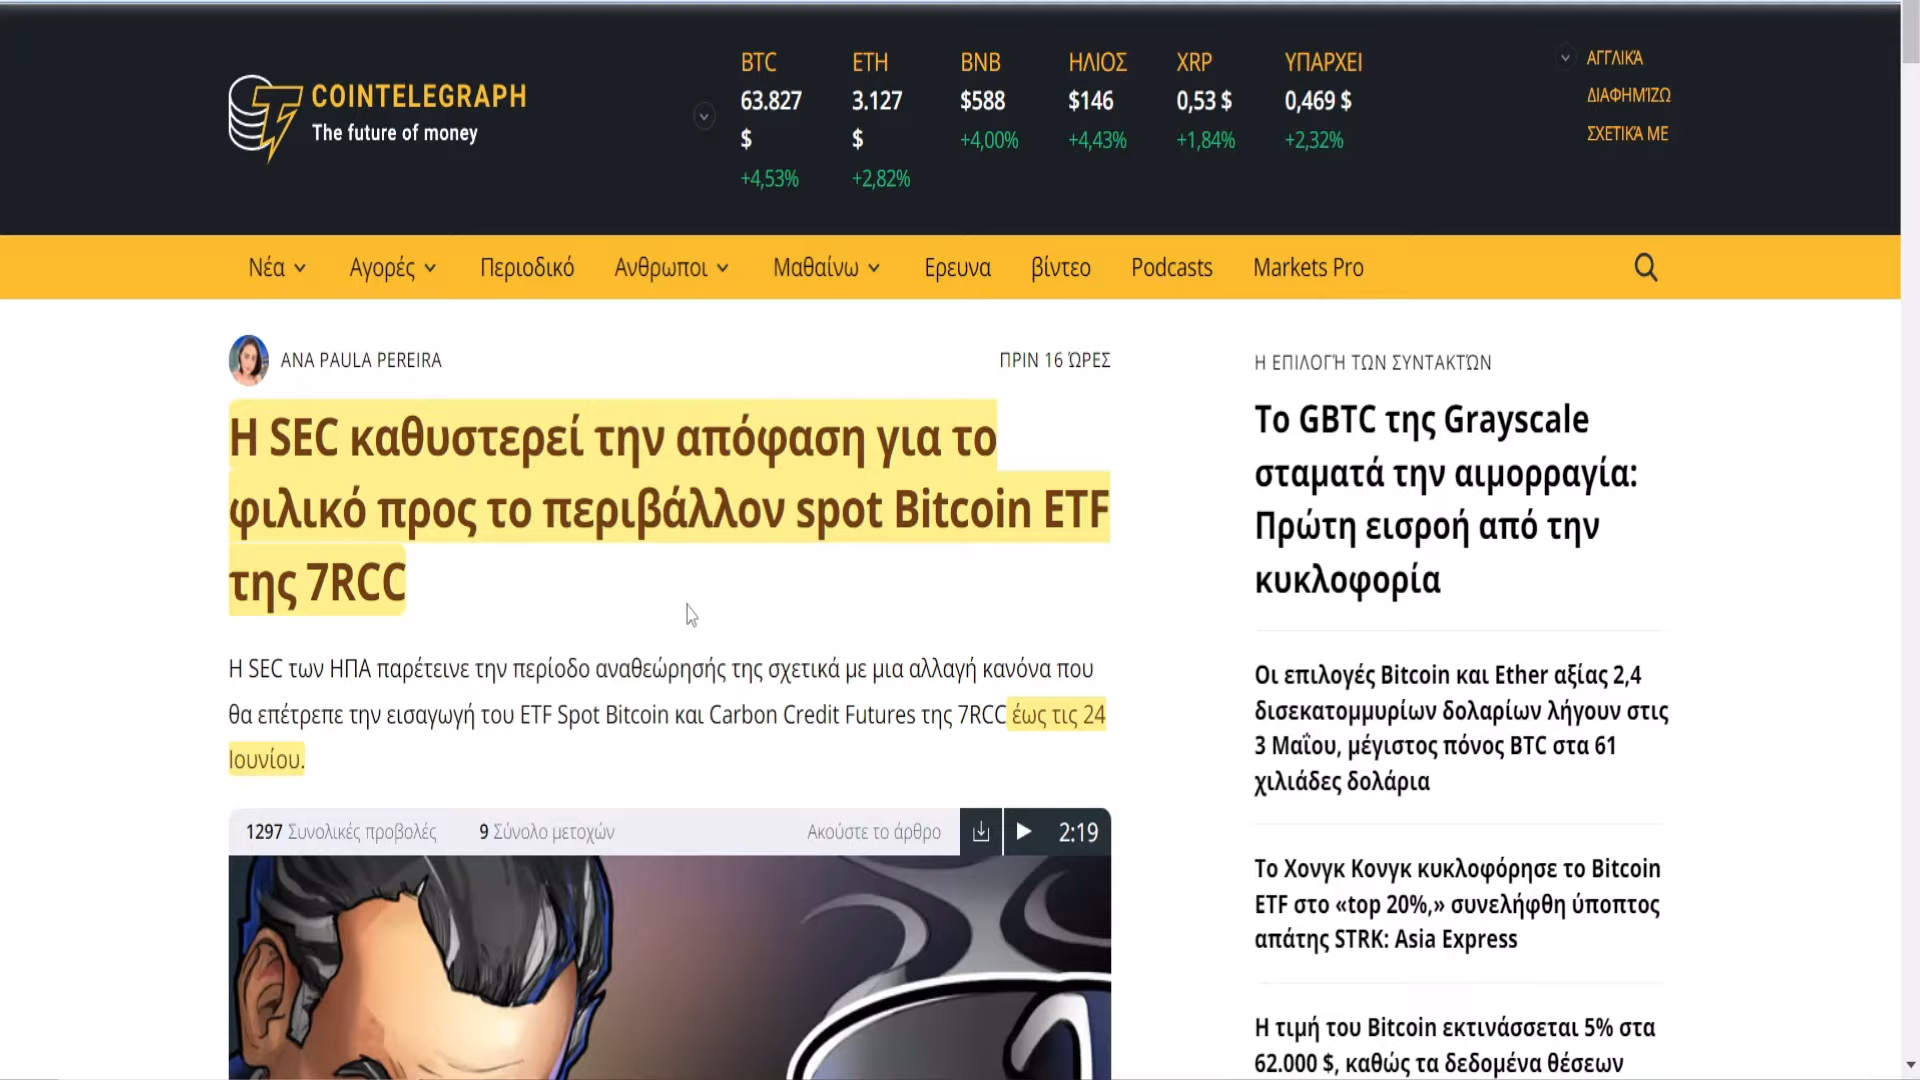 COINTELEGRAPH
The future of money
BTC
63.827
$
+4,53%
ETH
3.127
$
+2,82%
BNB
$588
+4,00%
ΗΛΙΟΣ
$146
+4,43%
XRP
0,53 $
+1,84%
ΥΠΑΡΧΕΙ
0,469 $
+2,32%
ΑΓΓΛΙΚΆ
ΔΙΑΦΗΜΊΖΩ
ΣΧΕΤΙΚΆ ΜΕ
Νέα
Αγορές
Περιοδικό
Ανθρωποι
Μαθαίνω
Ερευνα
βίντεο
Podcasts
Markets Pro
ANA PAULA PEREIRA
ΠΡΙΝ 16 ΏΡΕΣ
Η SEC καθυστερεί την απόφαση για το
φιλικό προς το περιβάλλον spot Bitcoin ETF
της 7RCC
Η SEC των ΗΠΑ παρέτεινε την περίοδο αναθεώρησής της σχετικά με μια αλλαγή κανόνα που
θα επέτρεπε την εισαγωγή του ETF Spot Bitcoin και Carbon Credit Futures της 7RCC έως τις 24
Ιουνίου.
1297 Συνολικές προβολές
9 Σύνολο μετοχών
Ακούστε το άρθρο
2:19
Η ΕΠΙΛΟΓΉ ΤΩΝ ΣΥΝΤΑΚΤΏΝ
Το GBTC της Grayscale
σταματά την αιμορραγία:
Πρώτη εισροή από την
κυκλοφορία
Οι επιλογές Bitcoin και Ether αξίας 2,4
δισεκατομμυρίων δολαρίων λήγουν στις
3 Μαΐου, μέγιστος πόνος BTC στα 61
χιλιάδες δολάρια
Το Χονγκ Κονγκ κυκλοφόρησε το Bitcoin
ETF στο «top 20%,» συνελήφθη ύποπτος
απάτης STRK: Asia Express
Η τιμή του Bitcoin εκτινάσσεται 5% στα
62.000 $, καθώς τα δεδομένα θέσεων